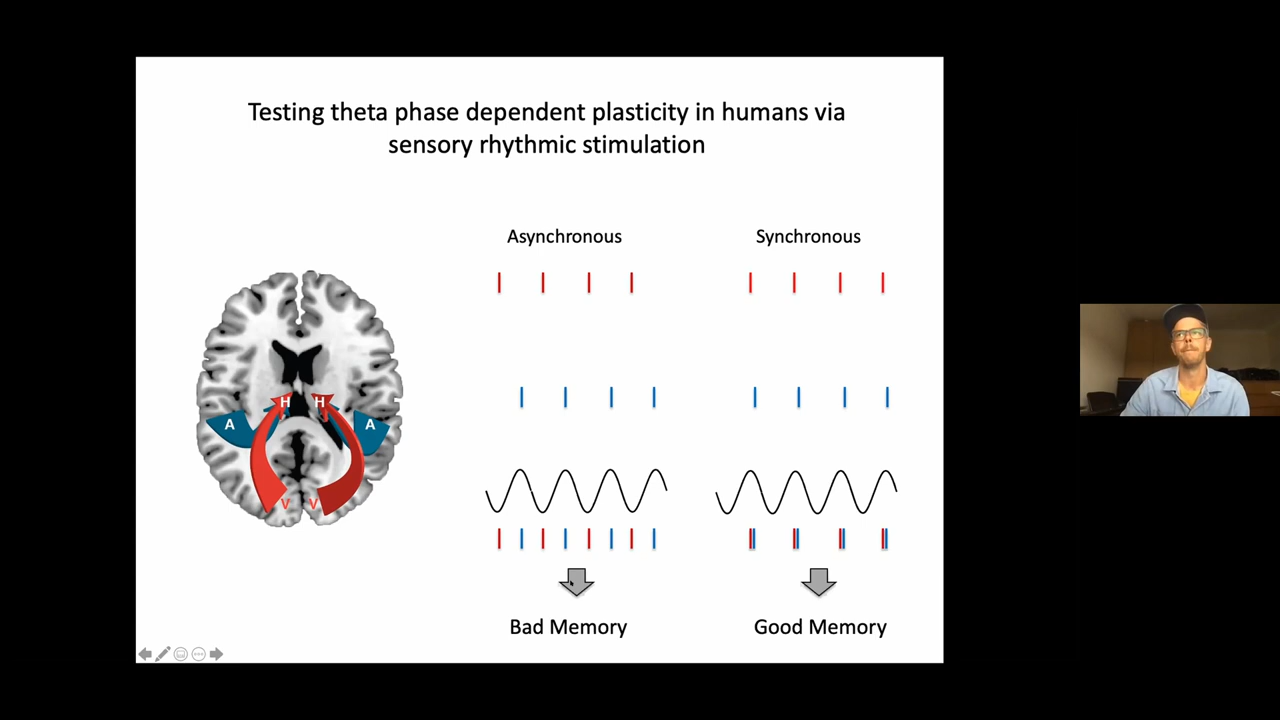 Testing theta phase dependent plasticity in humans via
sensory rhythmic stimulation
Asynchronous
Synchronous
H H
A A
V V
Bad Memory
Good Memory